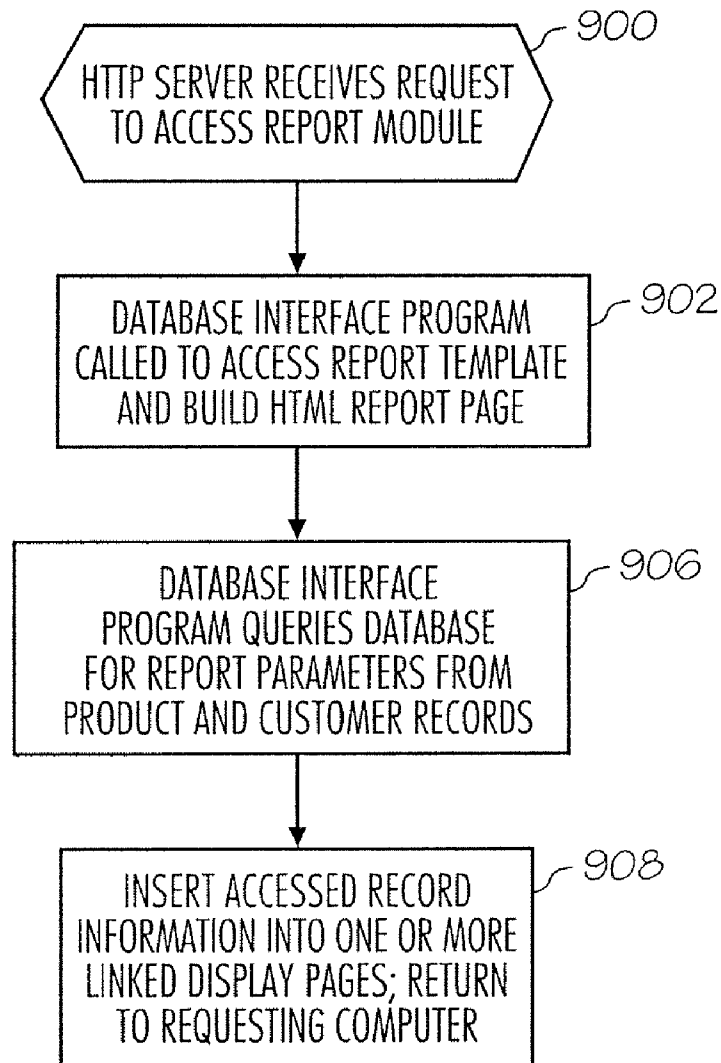 900
HTTP SERVER RECEIVES REQUEST
TO ACCESS REPORT MODULE
902
DATABASE INTERFACE PROGRAM
CALLED TO ACCESS REPORT TEMPLATE
AND BUILD HTML REPORT PAGE
906
DATABASE INTERFACE
PROGRAM QUERIES DATABASE
FOR REPORT PARAMETERS FROM
PRODUCT AND CUSTOMER RECORDS
908
INSERT ACCESSED RECORD
INFORMATION INTO ONE OR MORE
LINKED DISPLAY PAGES; RETURN
TO REQUESTING COMPUTER